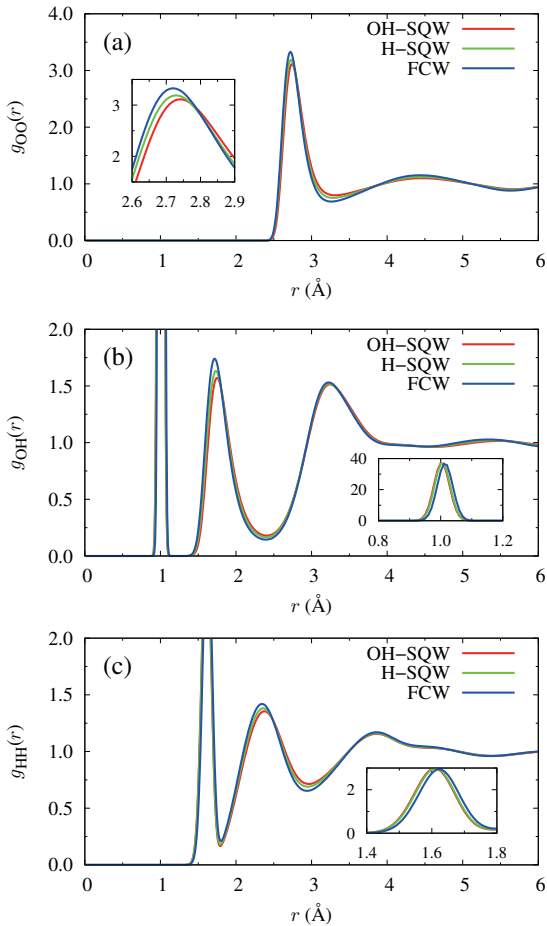 (a)
OH−SQW
H−SQW
FCW
g_OO(r)
4.0
3.0
2.0
1.0
0.0
3
2
2.6 2.7 2.8 2.9
0 1 2 3 4 5 6
r (Å)
(b)
OH−SQW
H−SQW
FCW
g_OH(r)
2.0
1.5
1.0
0.5
0.0
40
20
0
0.8 1.0 1.2
0 1 2 3 4 5 6
r (Å)
(c)
OH−SQW
H−SQW
FCW
g_HH(r)
2.0
1.5
1.0
0.5
0.0
2
0
1.4 1.6 1.8
0 1 2 3 4 5 6
r (Å)